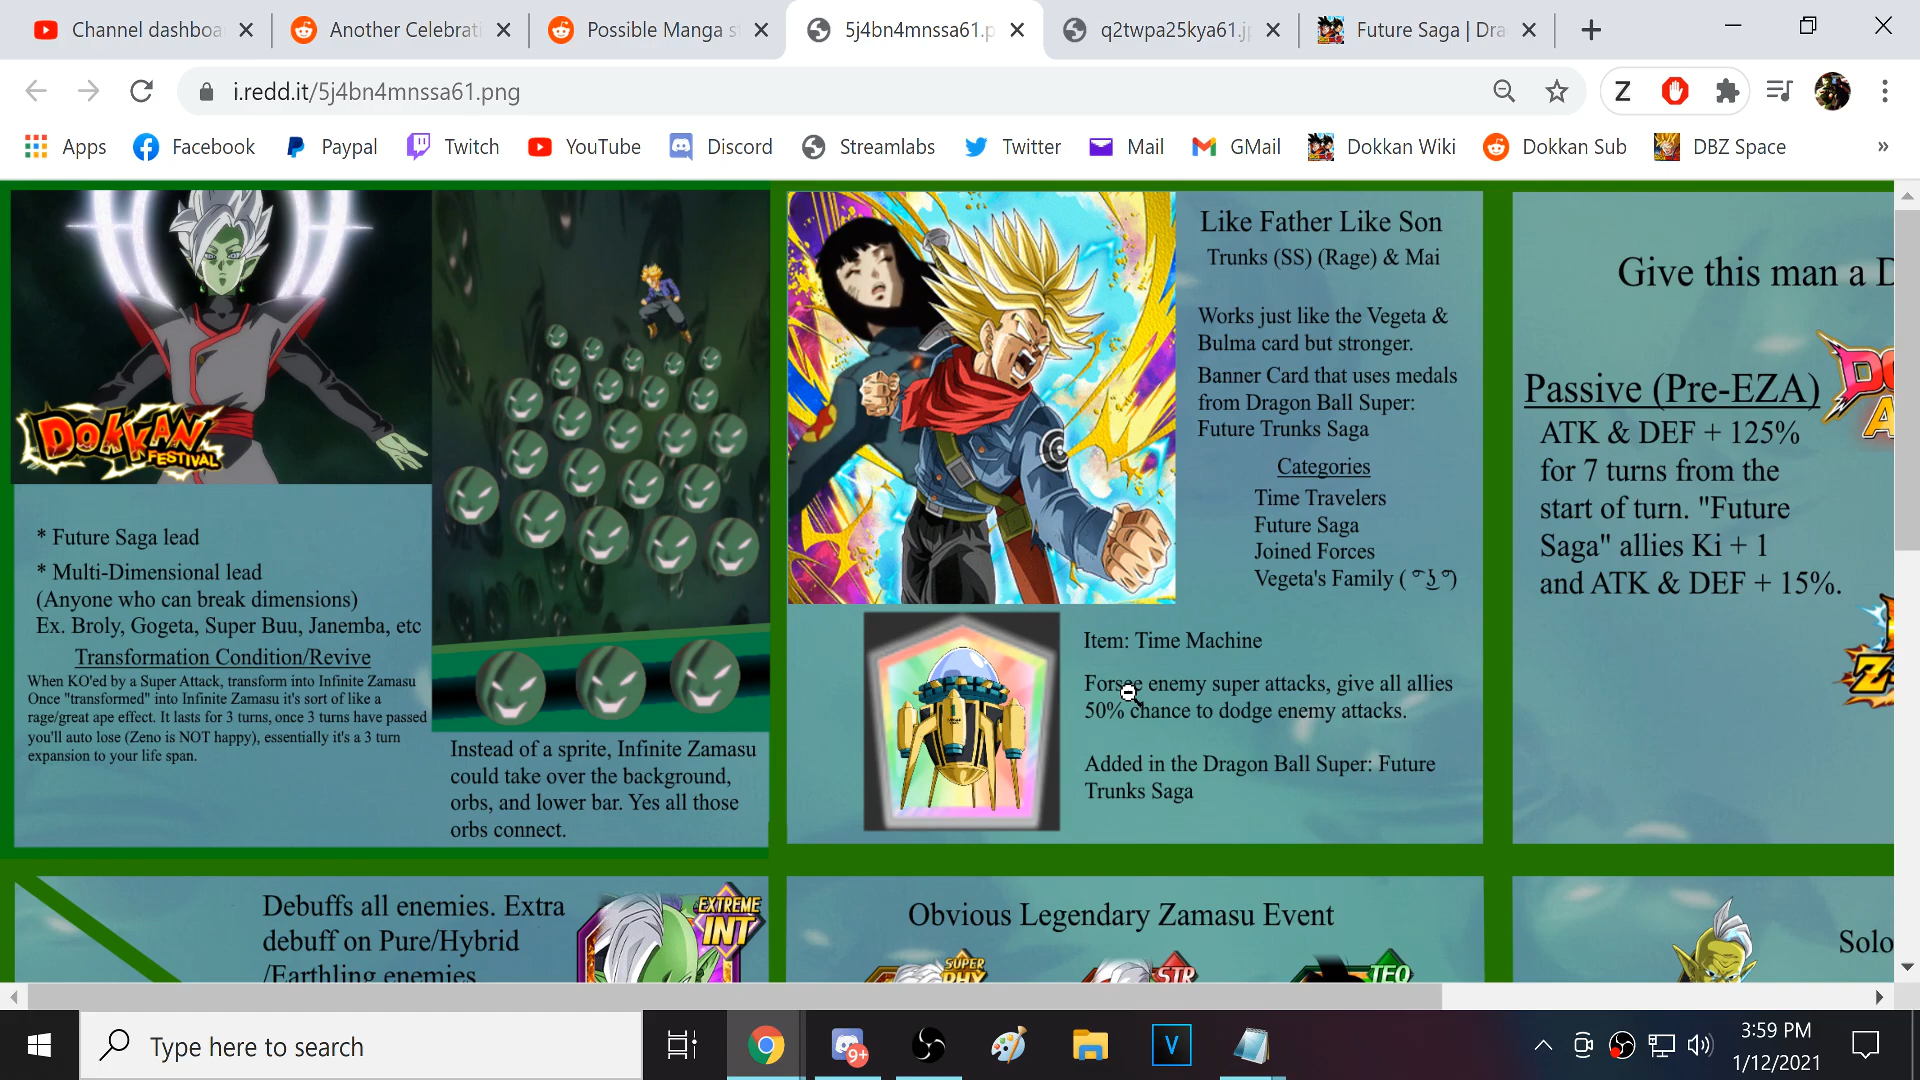 Channel dashboa
Another Celebrati
Possible Manga s
5j4bn4mnssa61.p
q2twpa25kya61.j
Future Saga | Dra
i.redd.it/5j4bn4mnssa61.png
Z
Apps
Facebook
Paypal
Twitch
YouTube
Discord
Streamlabs
Twitter
Mail
GMail
Dokkan Wiki
Dokkan Sub
DBZ Space
»
DOKKAN
FESTIVAL
* Future Saga lead
* Multi-Dimensional lead
(Anyone who can break dimensions)
Ex. Broly, Gogeta, Super Buu, Janemba, etc
Transformation Condition/Revive
When KO'ed by a Super Attack, transform into Infinite Zamasu
Once "transformed" into Infinite Zamasu it's sort of like a
rage/great ape effect. It lasts for 3 turns, once 3 turns have passed
you'll auto lose (Zeno is NOT happy), essentially it's a 3 turn
expansion to your life span.
Instead of a sprite, Infinite Zamasu
could take over the background,
orbs, and lower bar. Yes all those
orbs connect.
Like Father Like Son
Trunks (SS) (Rage) & Mai
Works just like the Vegeta &
Bulma card but stronger.
Banner Card that uses medals
from Dragon Ball Super:
Future Trunks Saga
Categories
Time Travelers
Future Saga
Joined Forces
Vegeta's Family ( ͡° ͜ʖ ͡°)
Item: Time Machine
Forsee enemy super attacks, give all allies
50% chance to dodge enemy attacks.
Added in the Dragon Ball Super: Future
Trunks Saga
Give this man a D
Passive (Pre-EZA)
ATK & DEF + 125%
for 7 turns from the
start of turn. "Future
Saga" allies Ki + 1
and ATK & DEF + 15%.
Debuffs all enemies. Extra
debuff on Pure/Hybrid
/Earthling enemies
EXTREME
INT
Obvious Legendary Zamasu Event
SUPER
PHY
STR
TEQ
Solo
Type here to search
9+
V
3:59 PM
1/12/2021